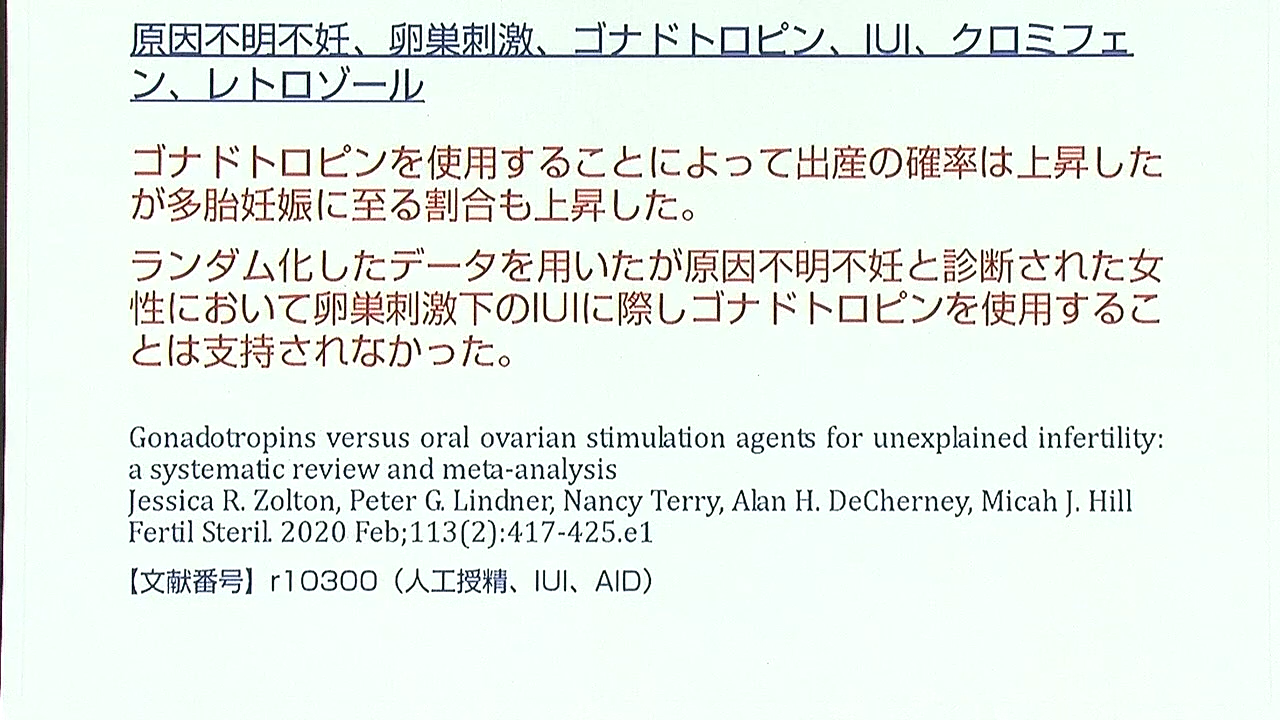 原因不明不妊、卵巣刺激、ゴナドトロピン、IUI、クロミフェ
ン、レトロゾール
ゴナドトロピンを使用することによって出産の確率は上昇した
が多胎妊娠に至る割合も上昇した。
ランダム化したデータを用いたが原因不明不妊と診断された女
性において卵巣刺激下のIUIに際しゴナドトロピンを使用するこ
とは支持されなかった。
Gonadotropins versus oral ovarian stimulation agents for unexplained infertility:
a systematic review and meta-analysis
Jessica R. Zolton, Peter G. Lindner, Nancy Terry, Alan H. DeCherney, Micah J. Hill
Fertil Steril. 2020 Feb;113(2):417-425.e1
【文献番号】r10300（人工授精、IUI、AID）